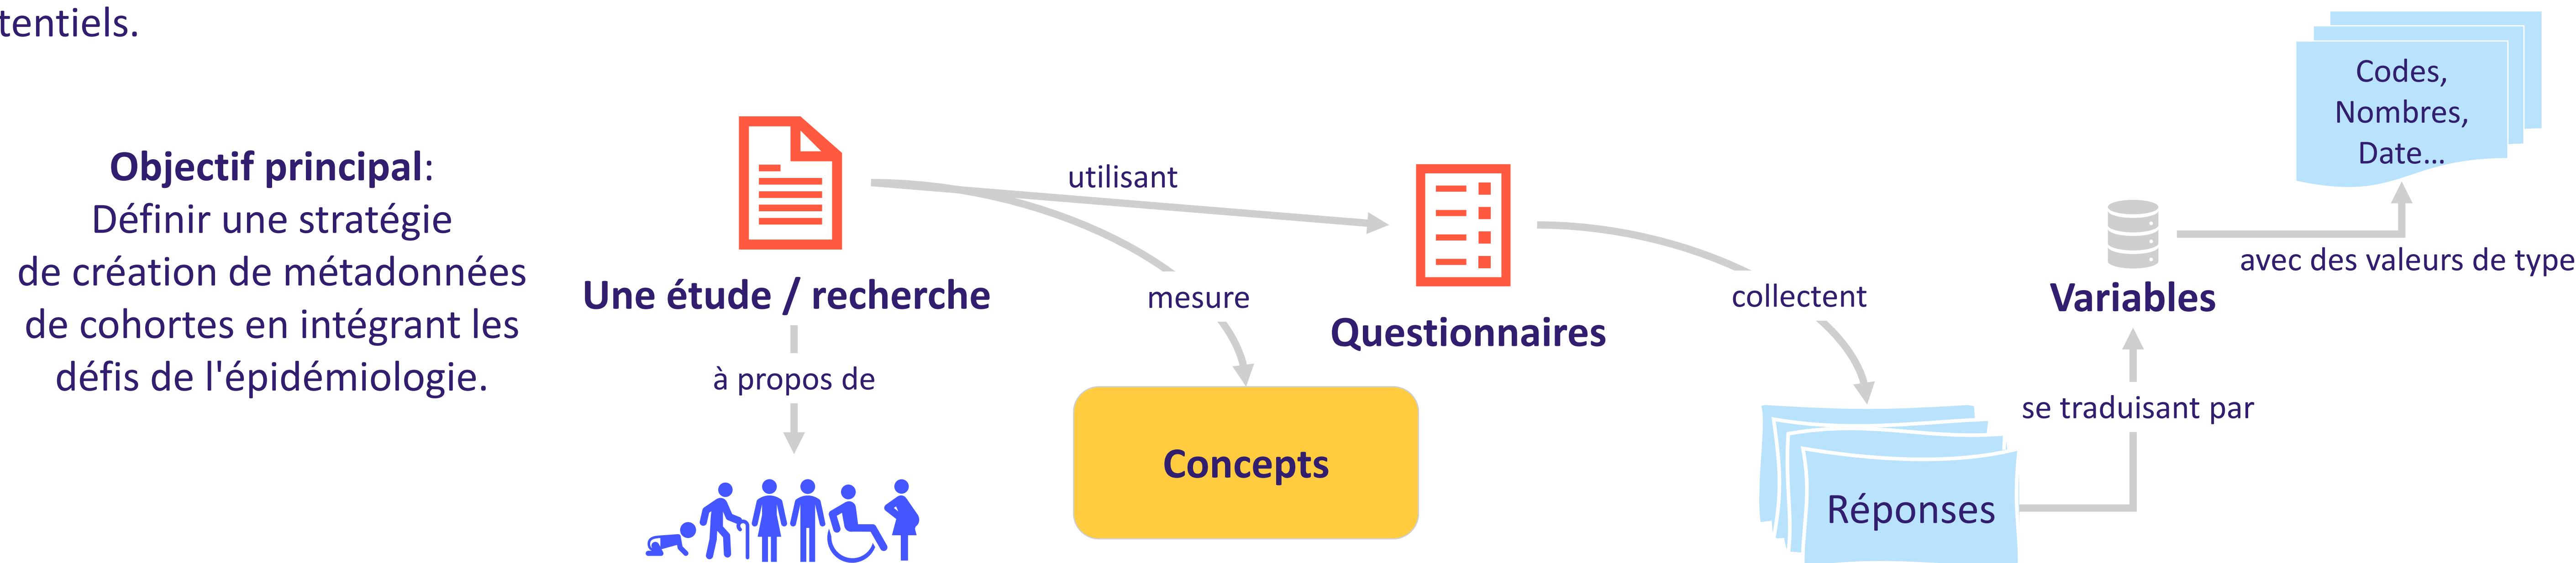 tentiels.
Objectif principal:
Définir une stratégie
de création de métadonnées
de cohortes en intégrant les
défis de l'épidémiologie.
Une étude / recherche
à propos de
utilisant
mesure
Concepts
Questionnaires
collectent
Réponses
se traduisant par
Variables
avec des valeurs de type
Codes,
Nombres,
Date...